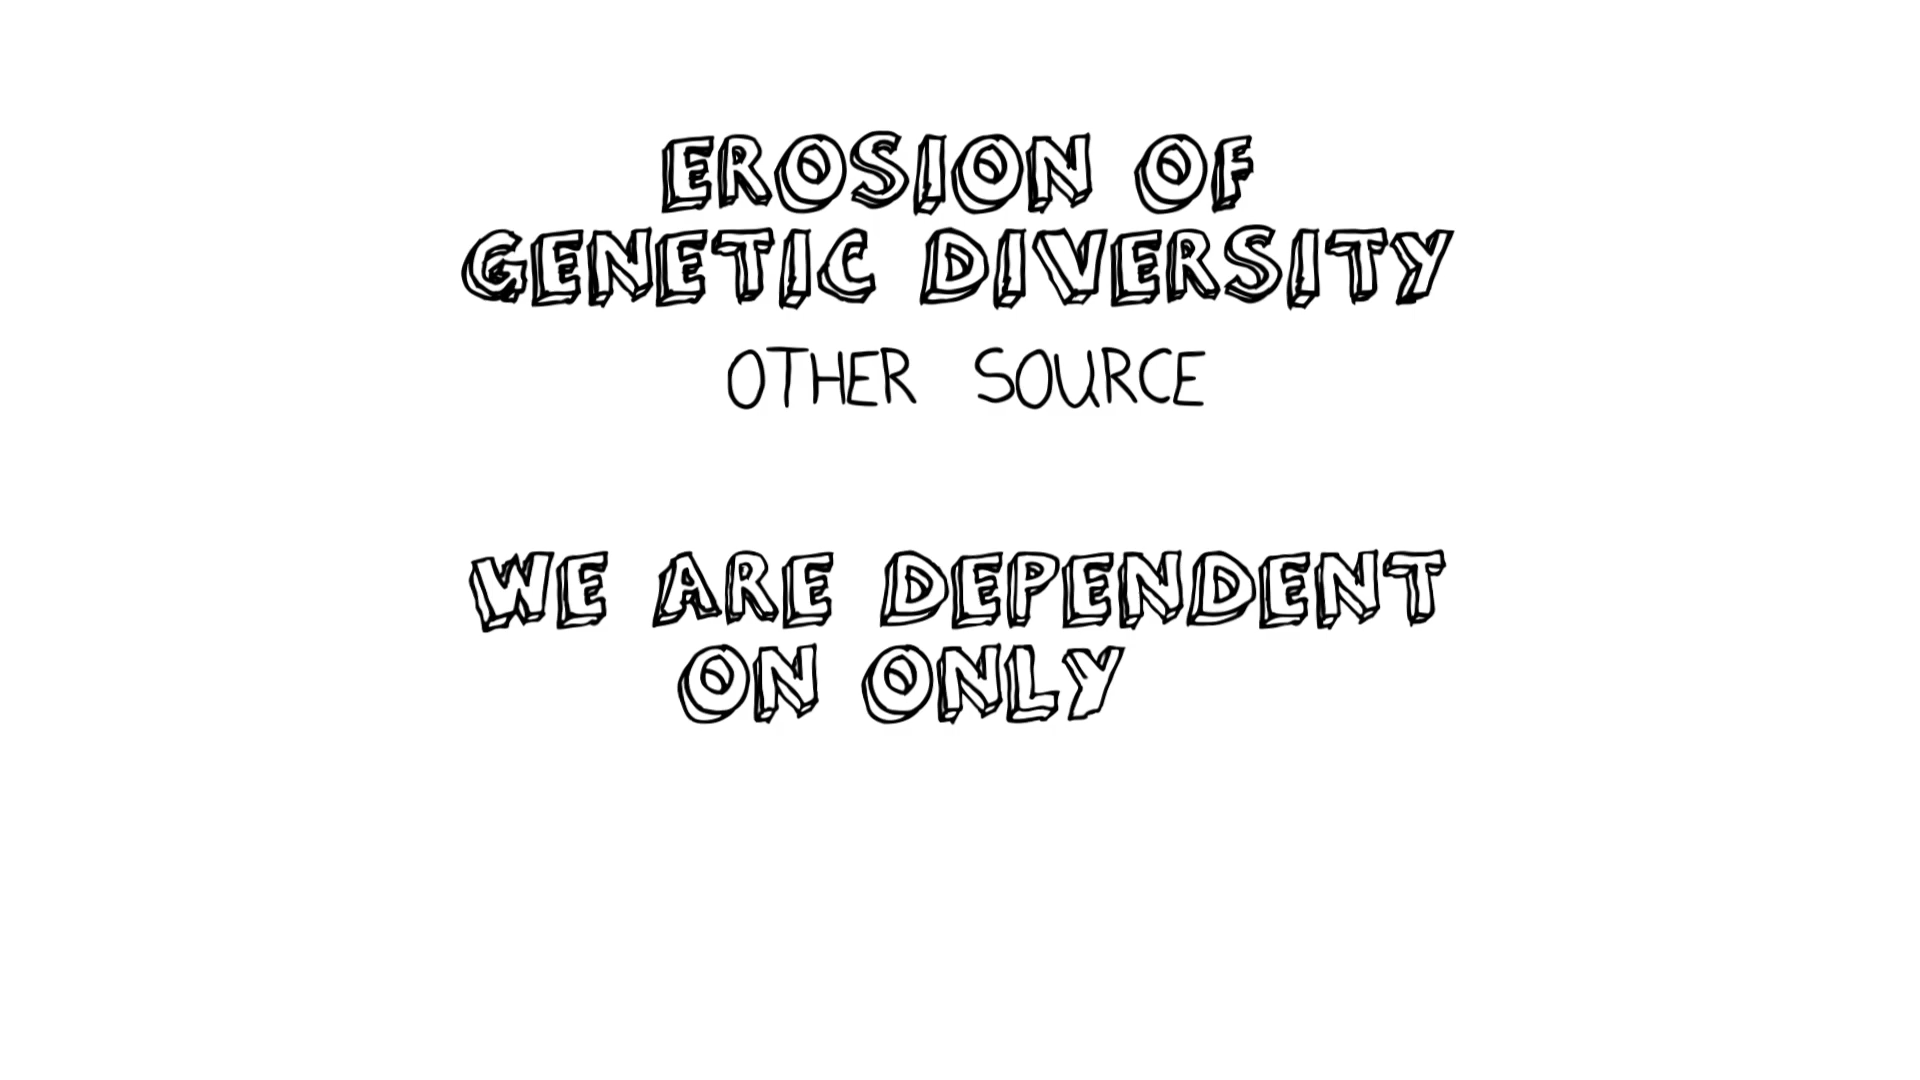 EROSION OF
GENETIC DIVERSITY
OTHER SOURCE
WE ARE DEPENDENT
ON ONLY